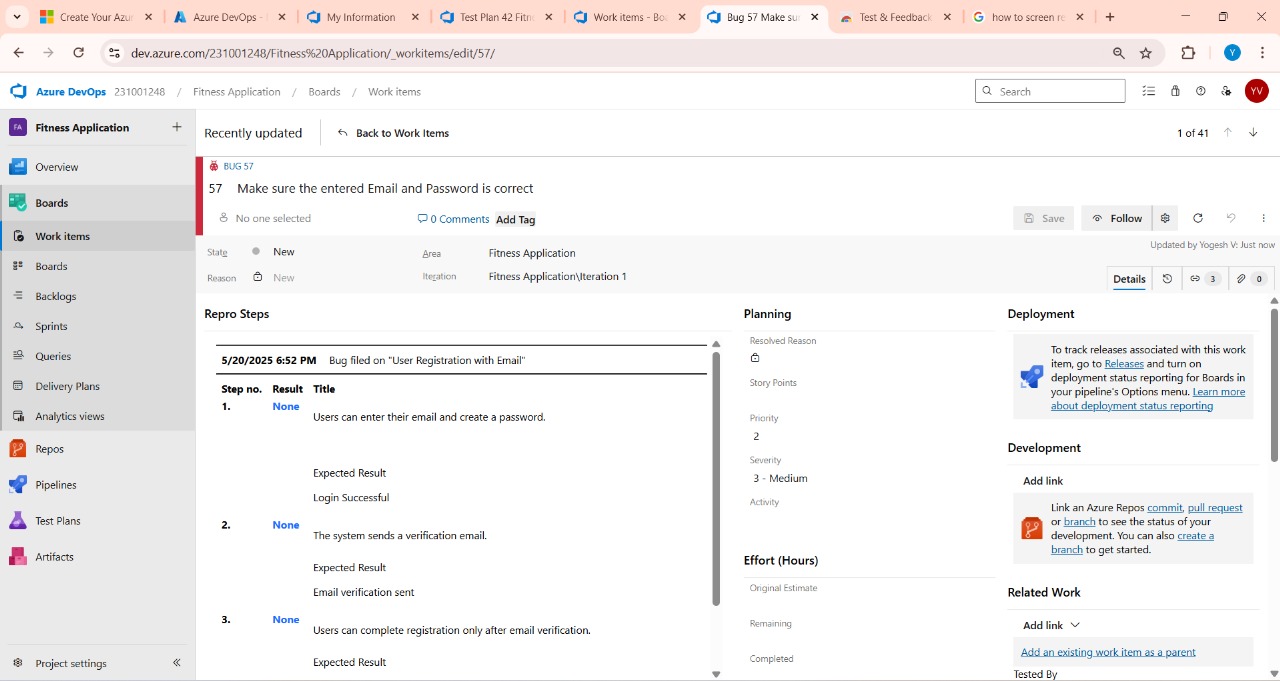 Create Your Azur
Azure DevOps -
My Information
Test Plan 42 Fitn
Work items - Boa
Bug 57 Make sur
Test & Feedback
how to screen re
dev.azure.com/231001248/Fitness%20Application/_workitems/edit/57/
Y
Azure DevOps 231001248 / Fitness Application / Boards / Work items
Search
YV
FA Fitness Application
Overview
Boards
Work items
Boards
Backlogs
Sprints
Queries
Delivery Plans
Analytics views
Repos
Pipelines
Test Plans
Artifacts
Project settings
Recently updated
Back to Work Items
1 of 41
BUG 57
57 Make sure the entered Email and Password is correct
No one selected
0 Comments
Add Tag
Save
Follow
State
New
Area
Fitness Application
Updated by Yogesh V: Just now
Reason
New
Iteration
Fitness Application\Iteration 1
Details
3
0
Repro Steps
5/20/2025 6:52 PM Bug filed on "User Registration with Email"
Step no. Result Title
1. None Users can enter their email and create a password.
Expected Result
Login Successful
2. None The system sends a verification email.
Expected Result
Email verification sent
3. None Users can complete registration only after email verification.
Expected Result
Planning
Resolved Reason
Story Points
Priority
2
Severity
3 - Medium
Activity
Effort (Hours)
Original Estimate
Remaining
Completed
Deployment
To track releases associated with this work
item, go to Releases and turn on
deployment status reporting for Boards in
your pipeline's Options menu. Learn more
about deployment status reporting
Development
Add link
Link an Azure Repos commit, pull request
or branch to see the status of your
development. You can also create a
branch to get started.
Related Work
Add link
Add an existing work item as a parent
Tested By